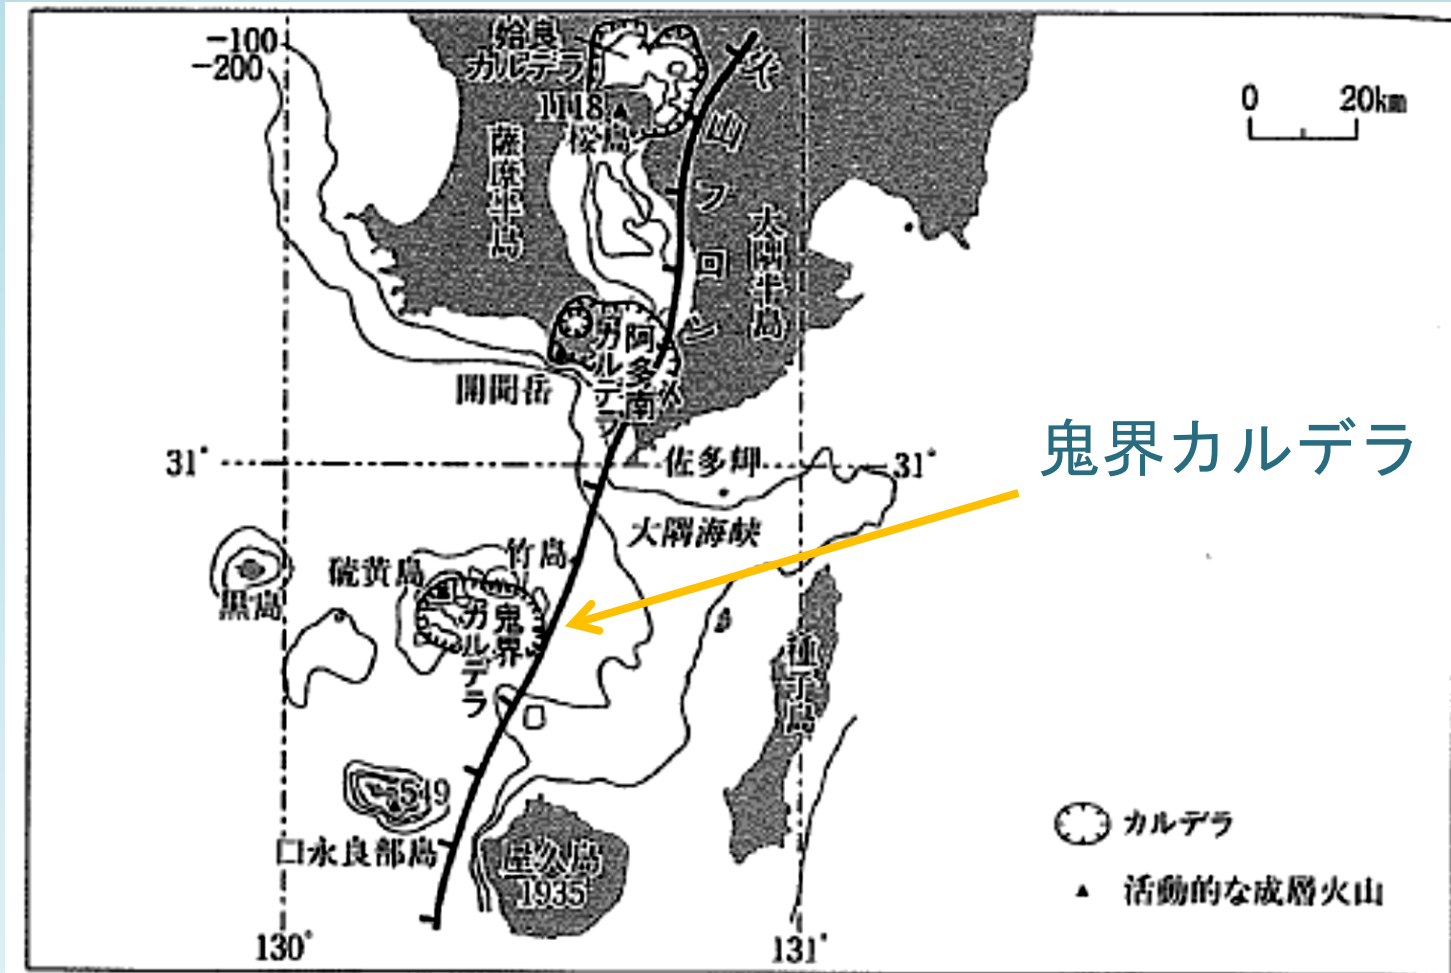 -100
-200
姶良
カルデラ
1118
桜島
薩摩半島
火山フロント
大隅半島
0 20km
阿多南
カルデラ
開聞岳
31°
佐多岬
31°
鬼界カルデラ
大隅海峡
竹島
硫黄島
黒島
鬼界
カルデラ
種子島
549
口永良部島
屋久島
1935
カルデラ
活動的な成層火山
130°
131°